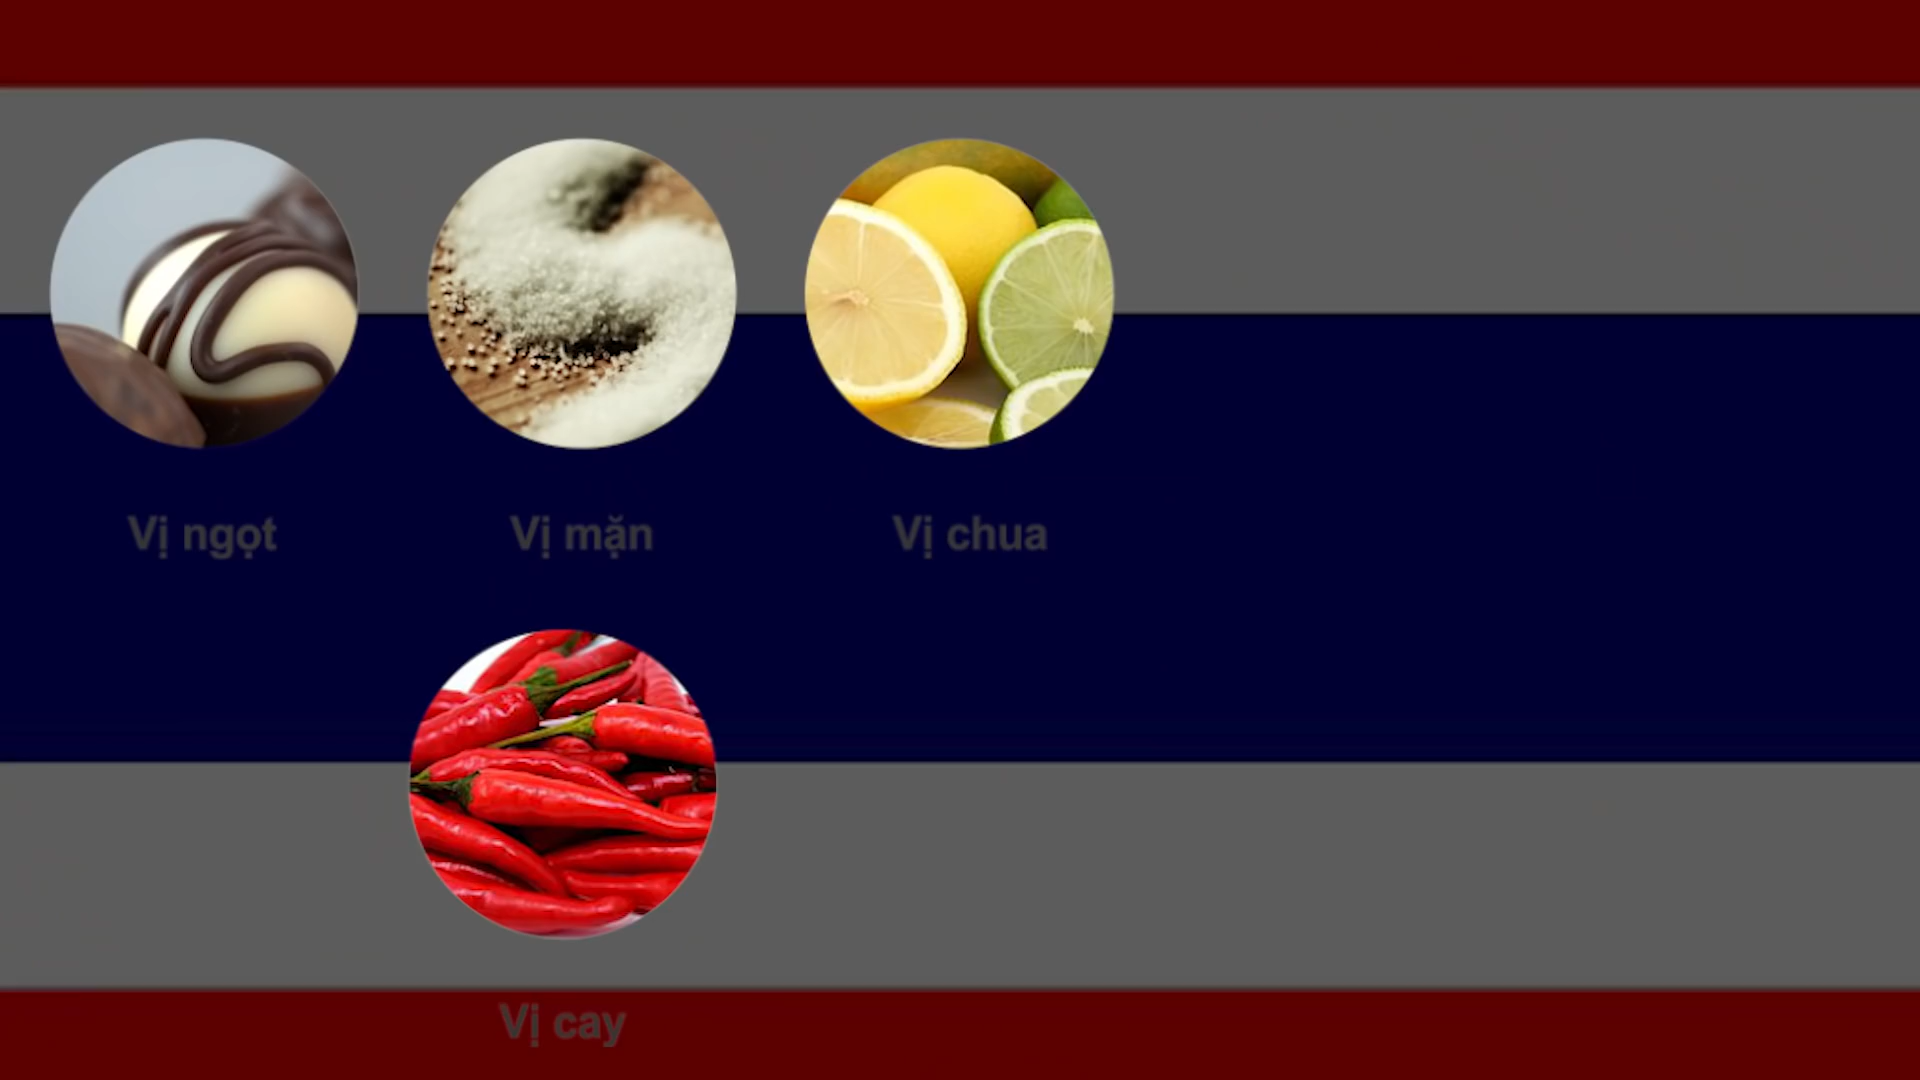 Vị ngọt
Vị mặn
Vị chua
Vị cay